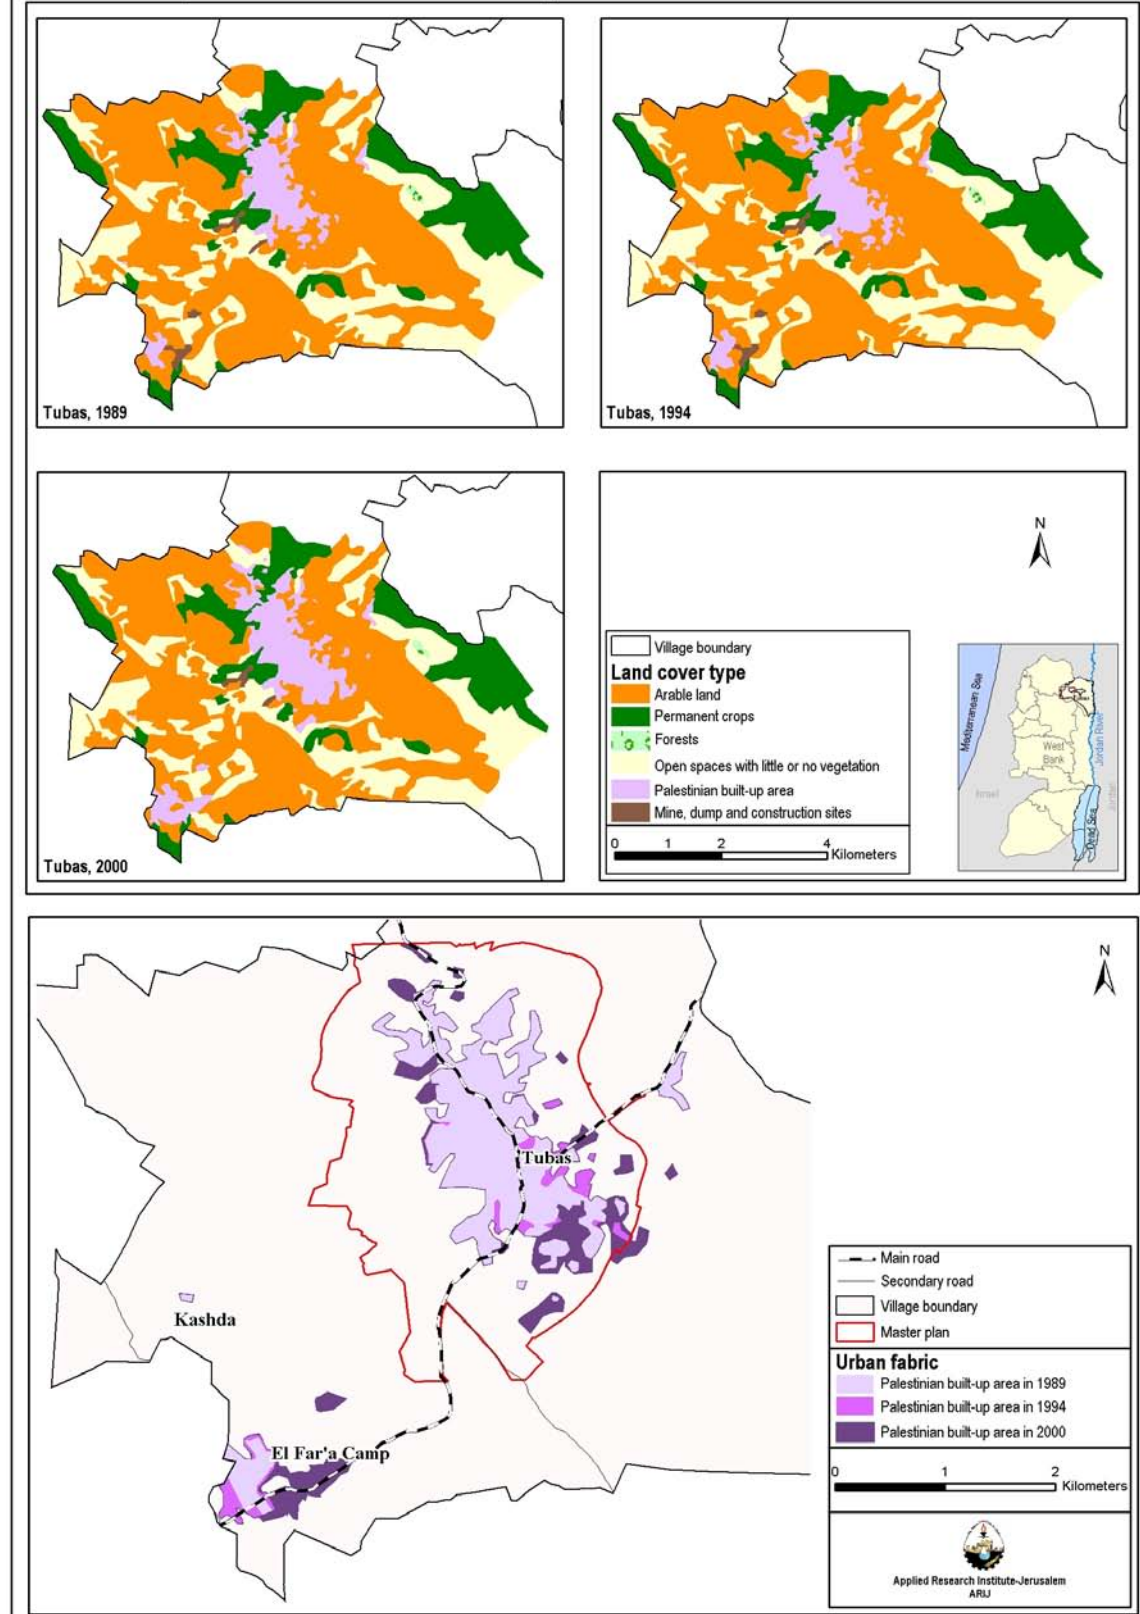 Tubas, 1989
Tubas, 1994
Tubas, 2000
N
Village boundary
Land cover type
Arable land
Permanent crops
Forests
Open spaces with little or no vegetation
Palestinian built-up area
Mine, dump and construction sites
0 1 2 4
Kilometers
Mediterranean Sea
West
Bank
Jordan River
Israel
Jordan
Dead Sea
N
Tubas
Kashda
El Far'a Camp
Main road
Secondary road
Village boundary
Master plan
Urban fabric
Palestinian built-up area in 1989
Palestinian built-up area in 1994
Palestinian built-up area in 2000
0 1 2
Kilometers
Applied Research Institute-Jerusalem
ARIJ